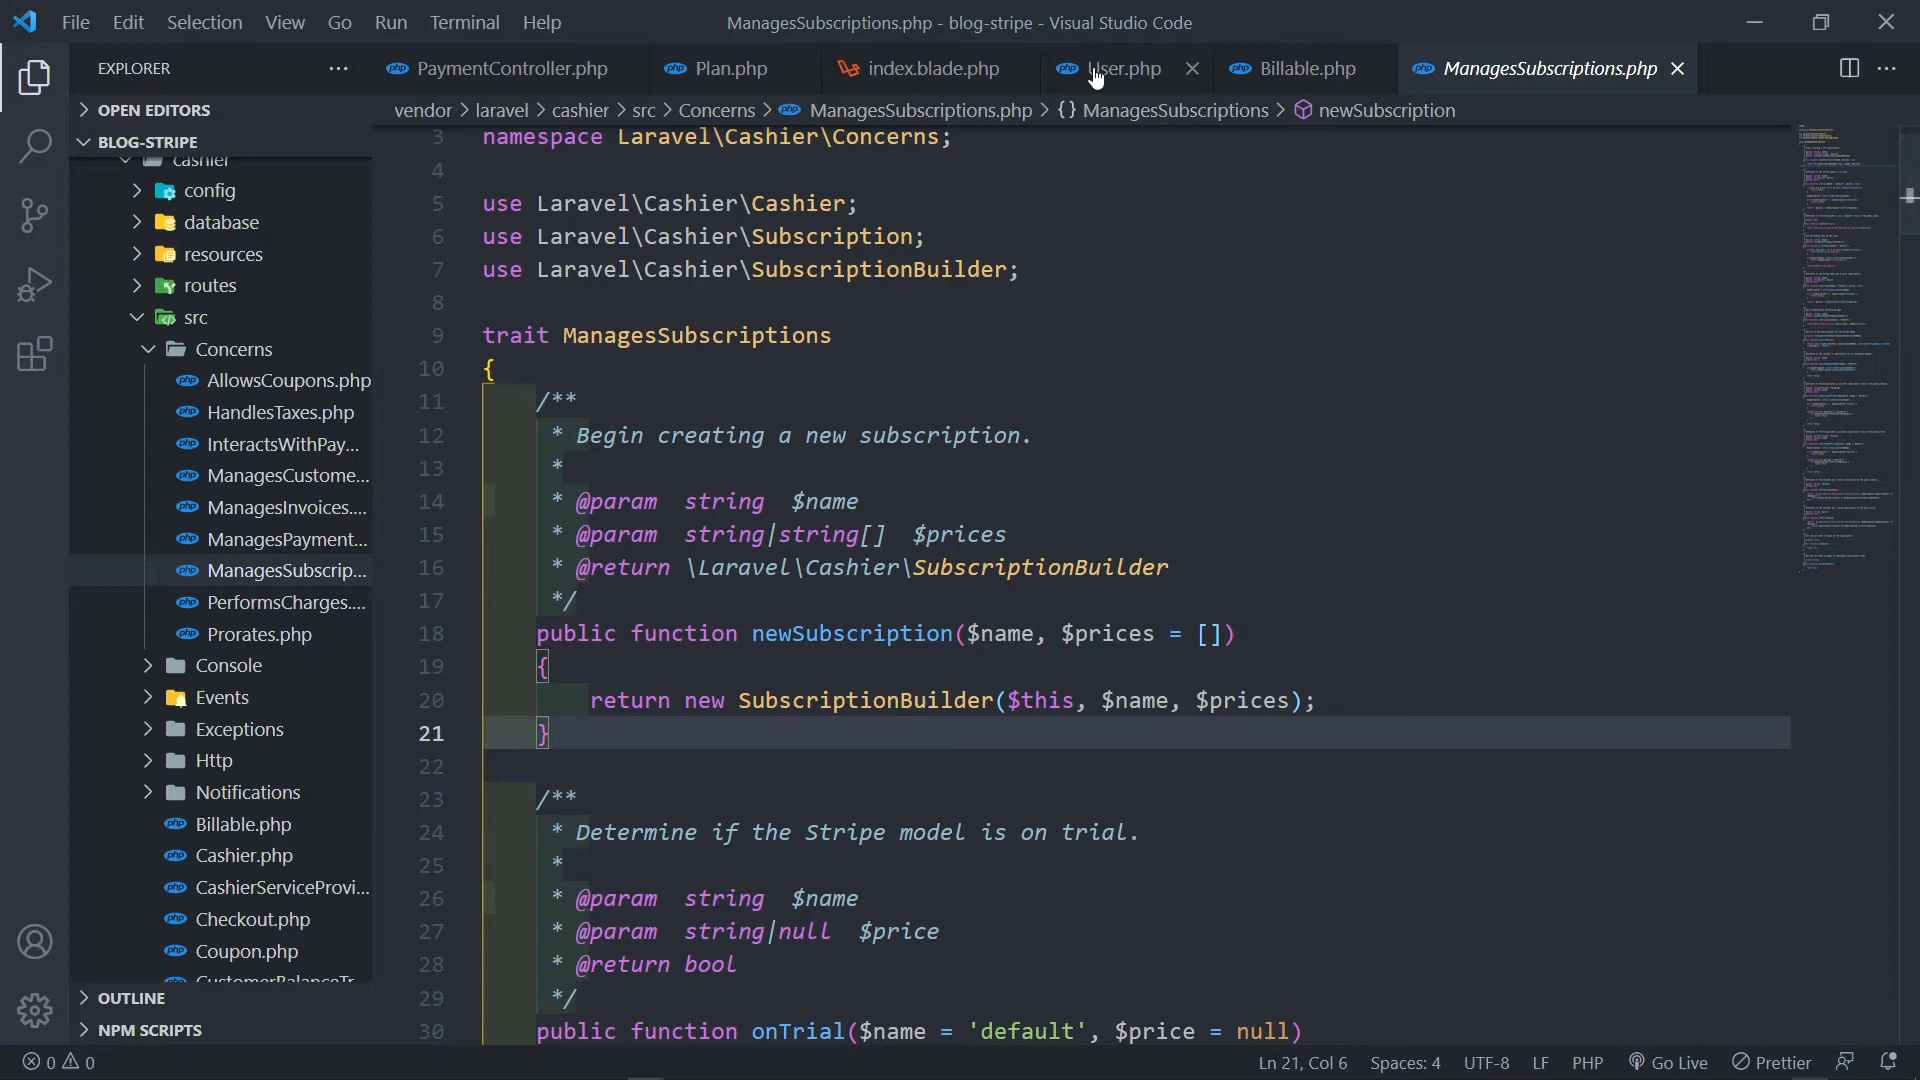 File Edit Selection View Go Run Terminal Help
ManagesSubscriptions.php - blog-stripe - Visual Studio Code
EXPLORER
PaymentController.php
Plan.php
index.blade.php
User.php
Billable.php
ManagesSubscriptions.php
OPEN EDITORS
BLOG-STRIPE
cashier
config
database
resources
routes
src
Concerns
AllowsCoupons.php
HandlesTaxes.php
InteractsWithPay...
ManagesCustome...
ManagesInvoices....
ManagesPayment...
ManagesSubscrip...
PerformsCharges....
Prorates.php
Console
Events
Exceptions
Http
Notifications
Billable.php
Cashier.php
CashierServiceProvi...
Checkout.php
Coupon.php
CustomerBalanceTr...
OUTLINE
NPM SCRIPTS
vendor > laravel > cashier > src > Concerns > ManagesSubscriptions.php > {} ManagesSubscriptions > newSubscription
3 namespace Laravel\Cashier\Concerns;
4
5 use Laravel\Cashier\Cashier;
6 use Laravel\Cashier\Subscription;
7 use Laravel\Cashier\SubscriptionBuilder;
8
9 trait ManagesSubscriptions
10 {
11 /**
12 * Begin creating a new subscription.
13 *
14 * @param string $name
15 * @param string|string[] $prices
16 * @return \Laravel\Cashier\SubscriptionBuilder
17 */
18 public function newSubscription($name, $prices = [])
19 {
20 return new SubscriptionBuilder($this, $name, $prices);
21 }
22
23 /**
24 * Determine if the Stripe model is on trial.
25 *
26 * @param string $name
27 * @param string|null $price
28 * @return bool
29 */
30 public function onTrial($name = 'default', $price = null)
0 0
Ln 21, Col 6 Spaces: 4 UTF-8 LF PHP Go Live Prettier